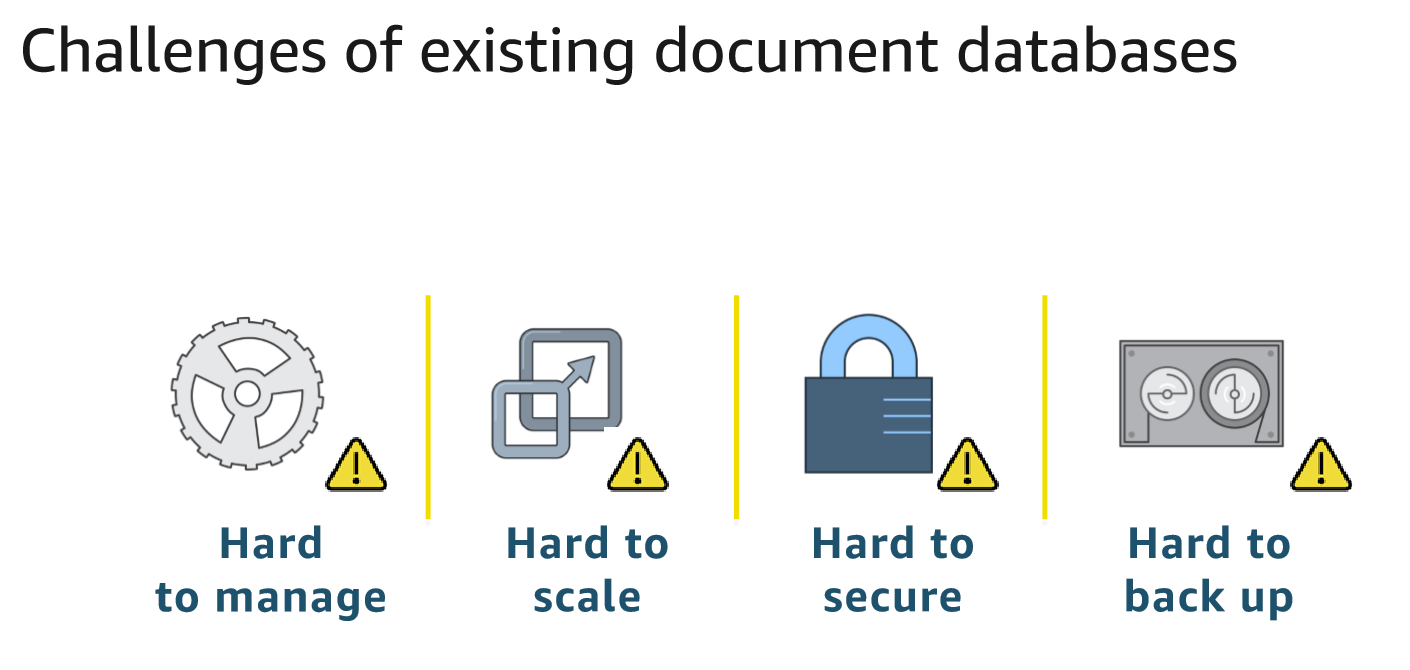 Challenges of existing document databases
Hard
to manage
Hard to
scale
Hard to
secure
Hard to
back up